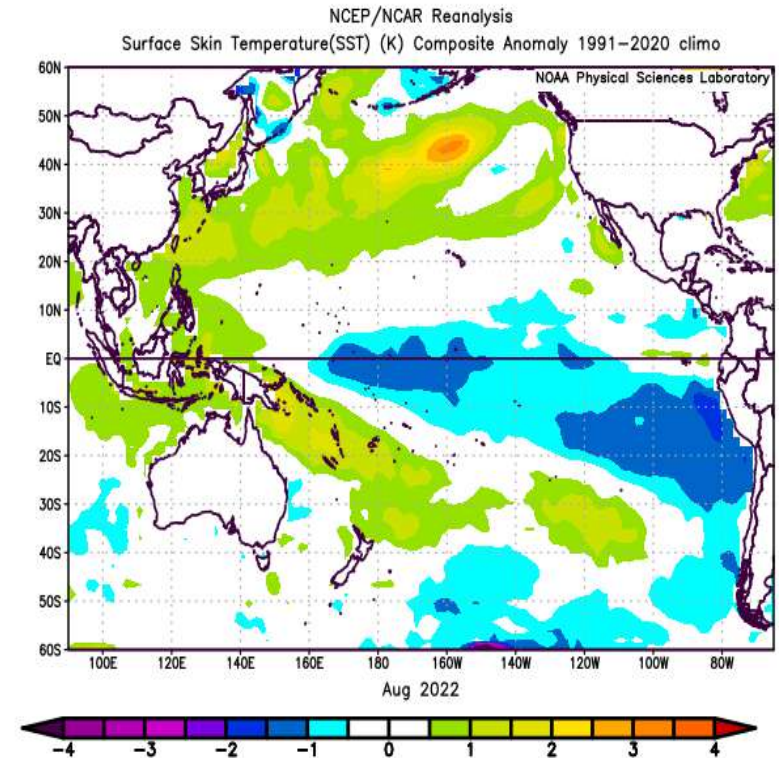 NCEP/NCAR Reanalysis
Surface Skin Temperature(SST) (K) Composite Anomaly 1991-2020 climo
NOAA Physical Sciences Laboratory
60N
50N
40N
30N
20N
10N
EQ
10S
20S
30S
40S
50S
60S
100E 120E 140E 160E 180 160W 140W 120W 100W 80W
Aug 2022
-4 -3 -2 -1 0 1 2 3 4